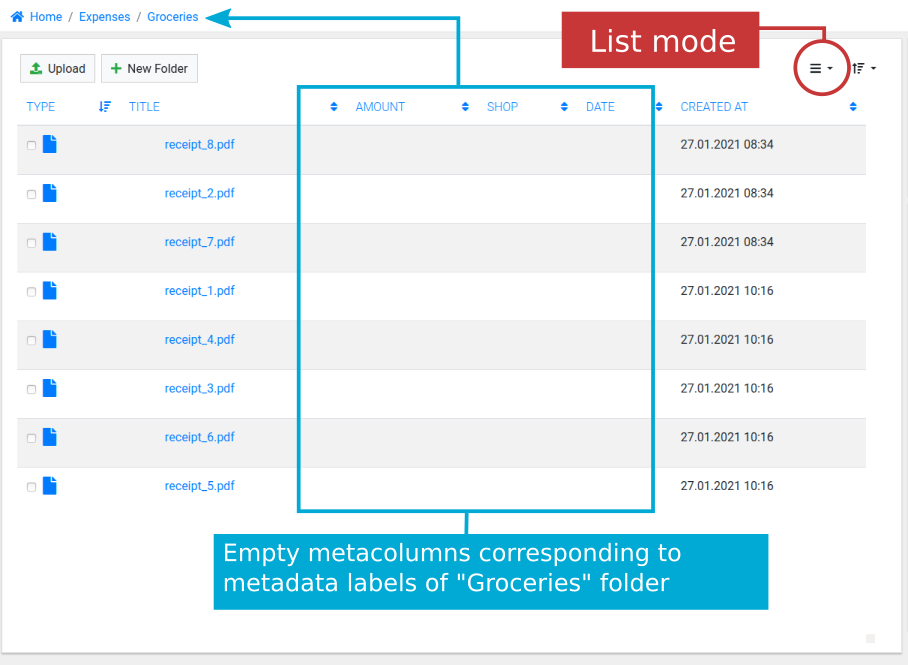 Home / Expenses / Groceries
List mode
Upload
New Folder
TYPE TITLE AMOUNT SHOP DATE CREATED AT
receipt_8.pdf 27.01.2021 08:34
receipt_2.pdf 27.01.2021 08:34
receipt_7.pdf 27.01.2021 08:34
receipt_1.pdf 27.01.2021 10:16
receipt_4.pdf 27.01.2021 10:16
receipt_3.pdf 27.01.2021 10:16
receipt_6.pdf 27.01.2021 10:16
receipt_5.pdf 27.01.2021 10:16
Empty metacolumns corresponding to
metadata labels of "Groceries" folder